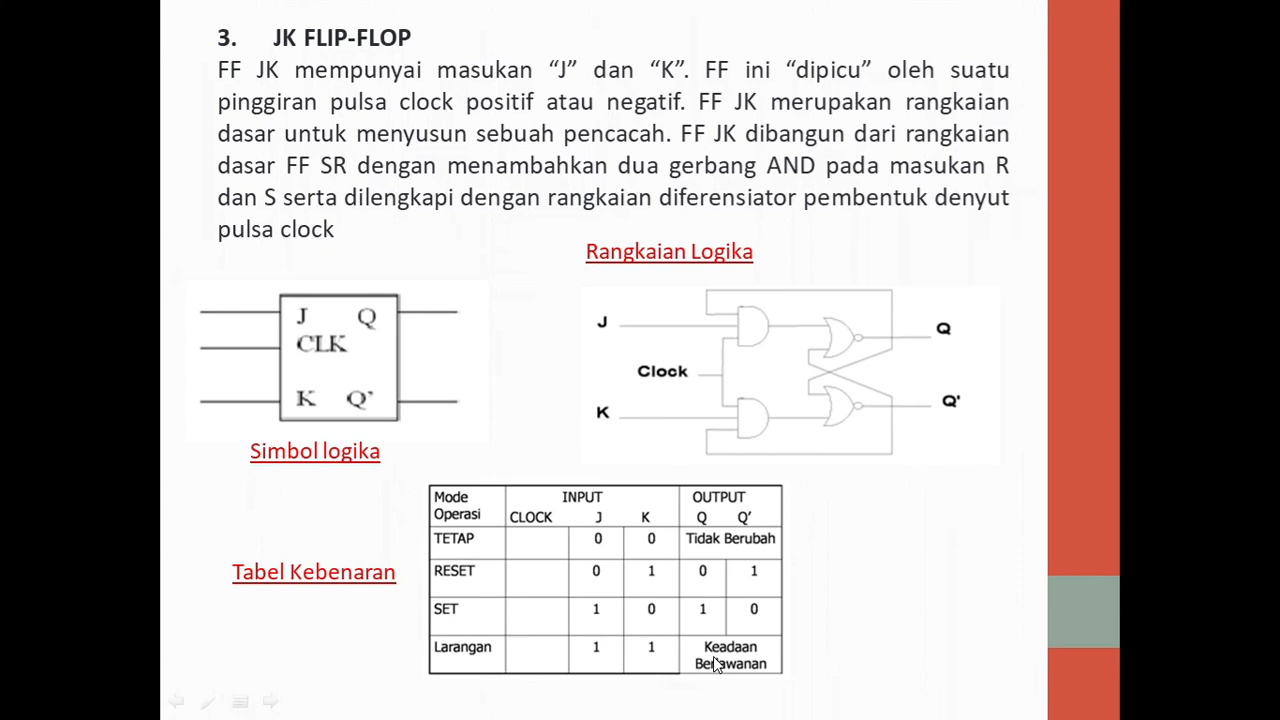 3. JK FLIP-FLOP
FF JK mempunyai masukan “J” dan “K”. FF ini “dipicu” oleh suatu
pinggiran pulsa clock positif atau negatif. FF JK merupakan rangkaian
dasar untuk menyusun sebuah pencacah. FF JK dibangun dari rangkaian
dasar FF SR dengan menambahkan dua gerbang AND pada masukan R
dan S serta dilengkapi dengan rangkaian diferensiator pembentuk denyut
pulsa clock
Rangkaian Logika
J Q
CLK
K Q’
Simbol logika
J
Q
Clock
K
Q'
Tabel Kebenaran
Mode Operasi INPUT OUTPUT
CLOCK J K Q Q’
TETAP 0 0 Tidak Berubah
RESET 0 1 0 1
SET 1 0 1 0
Larangan 1 1 Keadaan
Berlawanan